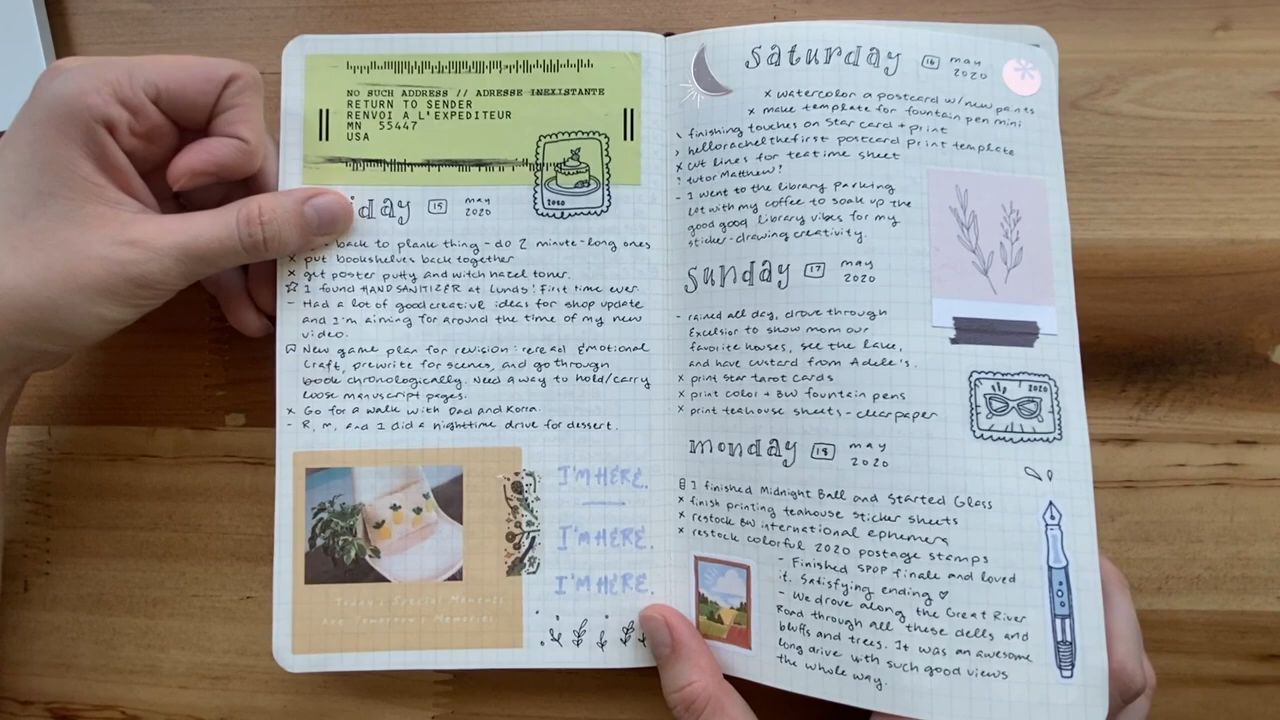 NO SUCH ADDRESS // ADRESSE INEXISTANTE
RETURN TO SENDER
RENVOI A L'EXPEDITEUR
MN 55447
USA
2020
iday 15 may 2020
- back to plank thing - do 2 minute-long ones
x put bookshelves back together
x get poster putty and witch hazel toner.
☆ I found HAND SANITIZER at Lunds! First time ever.
- Had a lot of good creative ideas for shop update
and I'm aiming for around the time of my new
video.
New game plan for revision: reread Emotional
Craft, prewrite for scenes, and go through
book chronologically. Need a way to hold/carry
loose manuscript pages.
x Go for a walk with Dad and Korra.
- R, M, and I did a nighttime drive for dessert.
Today's Special Moments
Are Tomorrow's Memories
I'M HERE.
I'M HERE.
I'M HERE.
saturday 16 may 2020
x watercolor a postcard w/ new paints
x make template for fountain pen mini
\ finishing touches on Star card + print
> hellorachelthefirst postcard print template
x cut lines for teatime sheet
? tutor Matthew?
- I went to the library parking
lot with my coffee to soak up the
good good library vibes for my
sticker-drawing creativity.
sunday 17 may 2020
- rained all day, drove through
Excelsior to show mom our
favorite houses, see the lake,
and have custard from Adele's.
x print Star tarot cards
x print color + BW fountain pens
x print teahouse sheets - clear paper
2020
monday 18 may 2020
I finished Midnight Ball and started Glass
x finish printing teahouse sticker sheets
x restock BW international ephemera
x restock colorful 2020 postage stamps
- Finished SPOP finale and loved
it. Satisfying ending ♡
- We drove along the Great River
Road through all these dells and
bluffs and trees. It was an awesome
long drive with such good views
the whole way.